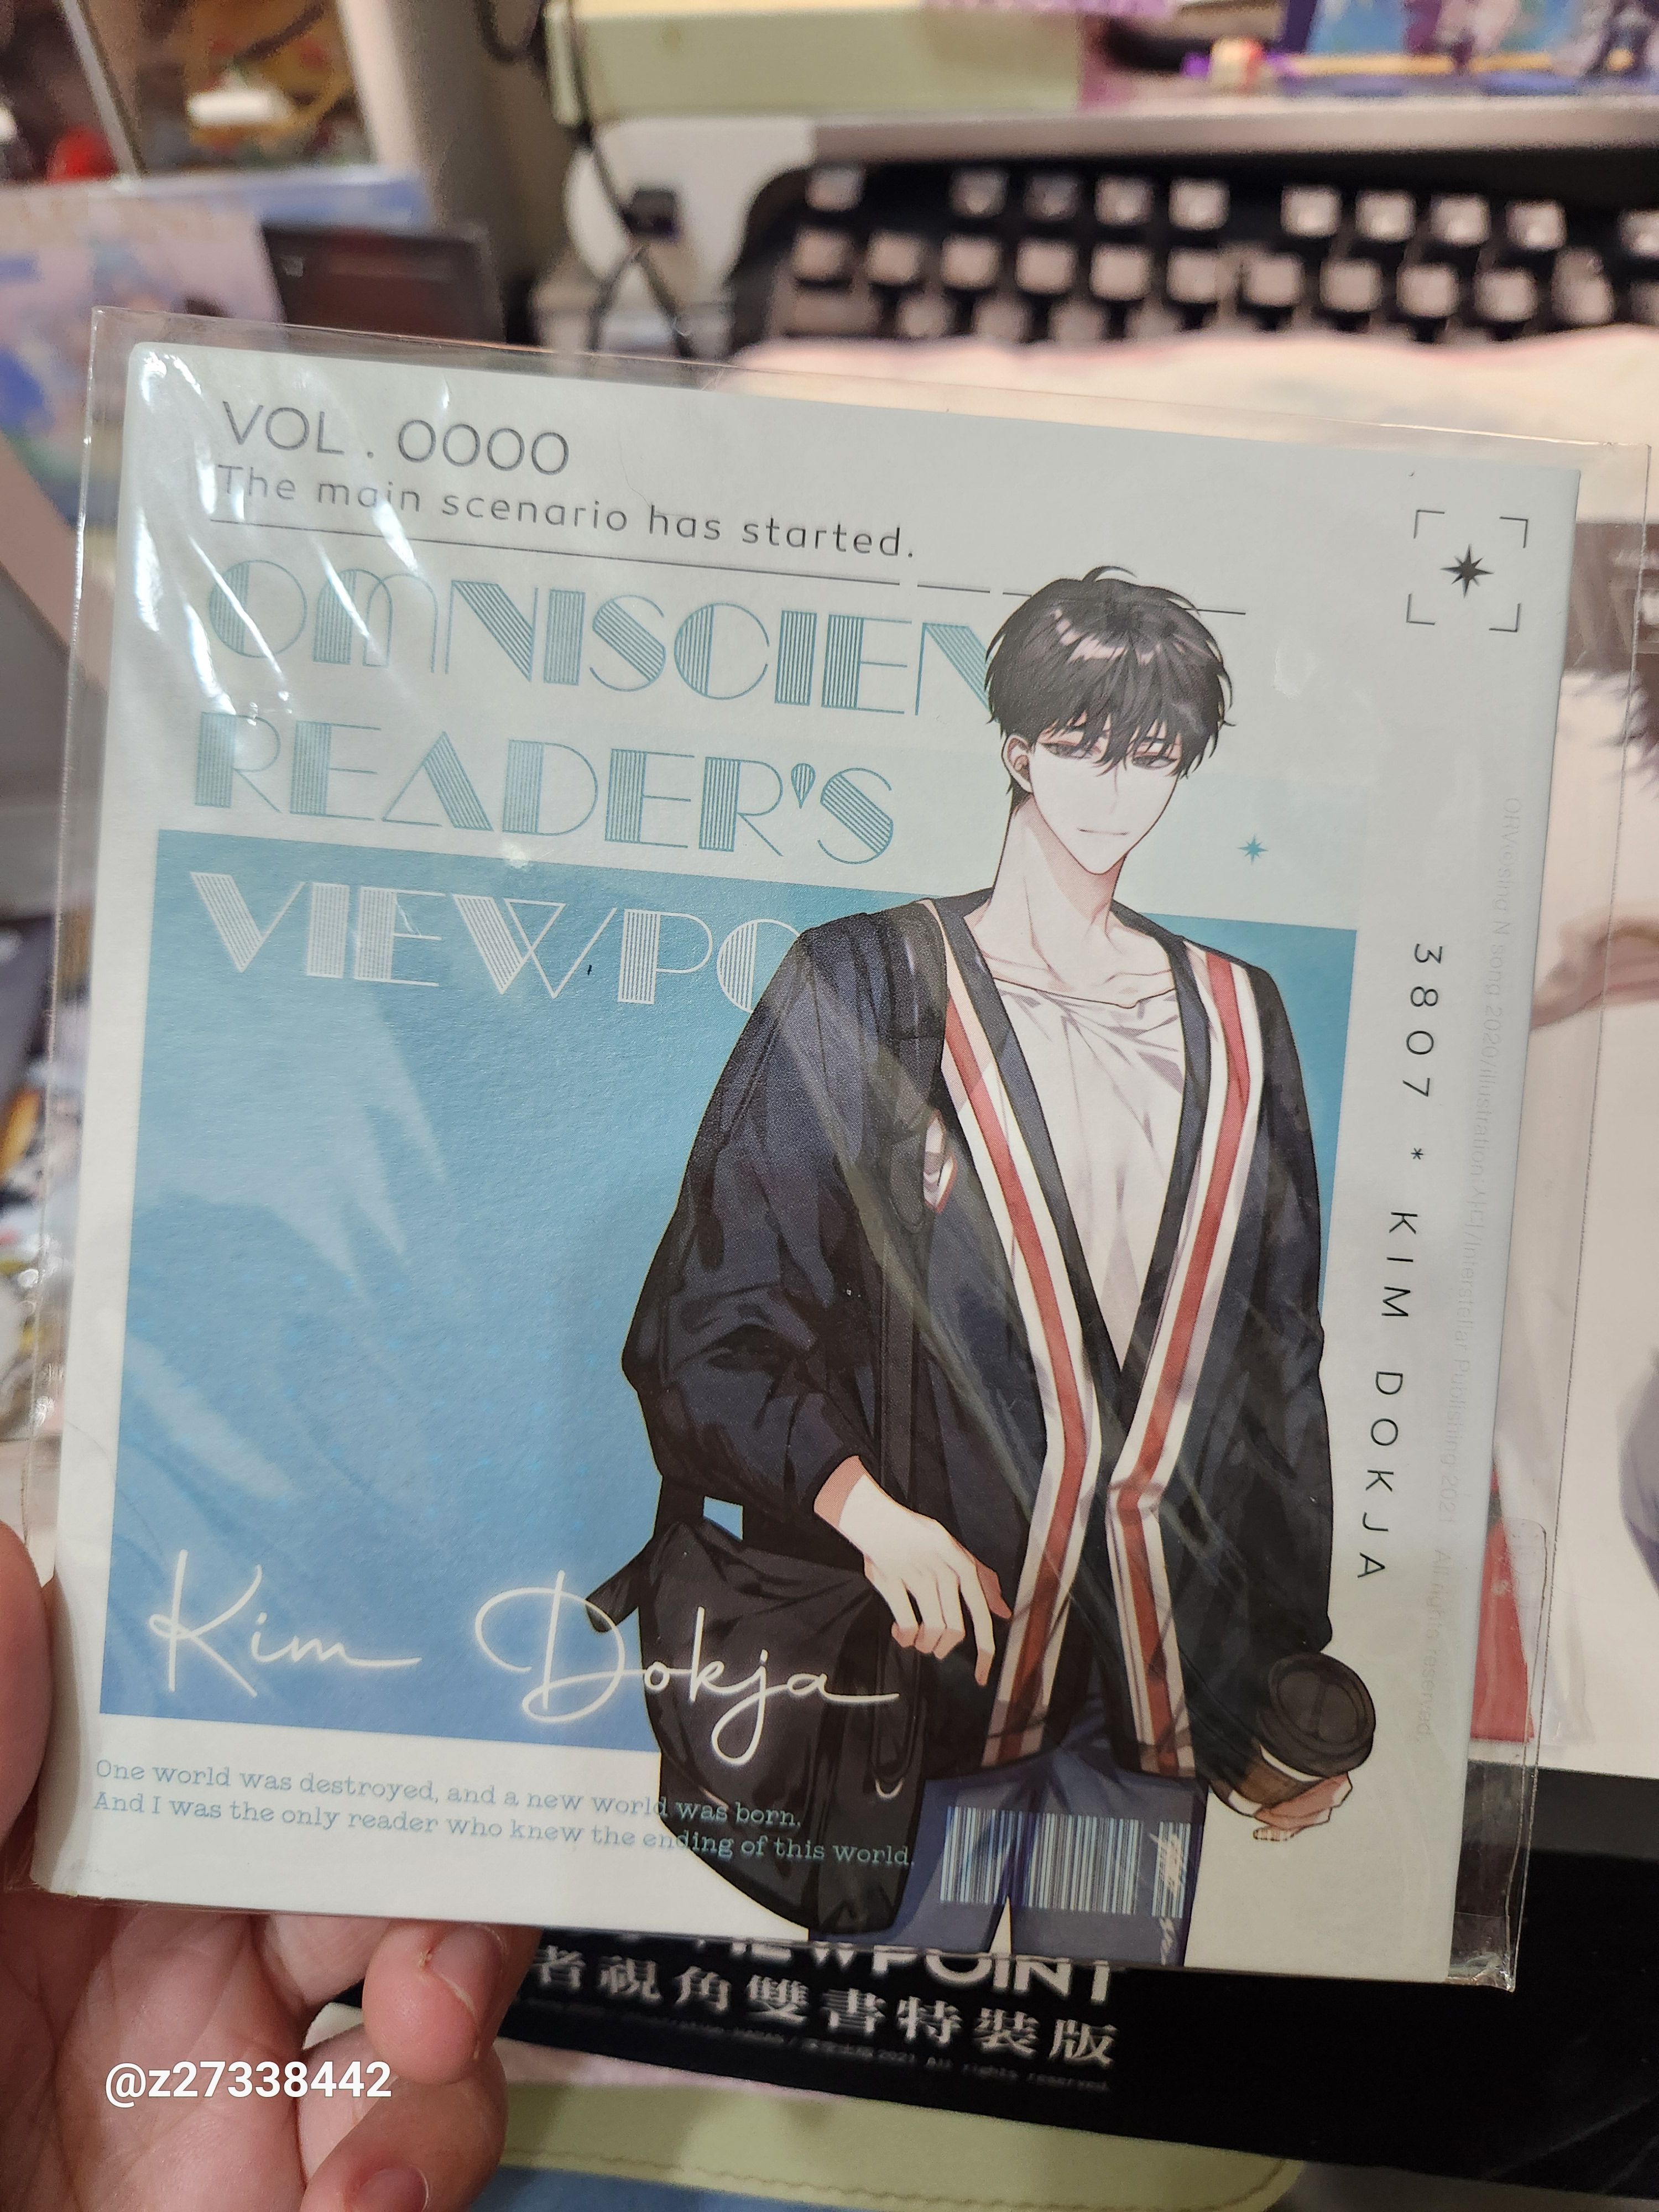 VOL. 0000
The main scenario has started.
OMNISCIEN
READER'S
VIEWPO
3807 * KIM DOKJA
Kim Dokja
One world was destroyed, and a new world was born,
And I was the only reader who knew the ending of this world.
VIEWPOINT
者視角雙書特裝版
2021 All rights reserved.
@z27338442